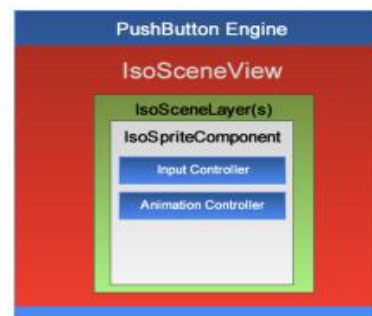 PushButton Engine
IsoSceneView
IsoSceneLayer(s)
IsoSpriteComponent
Input Controller
Animation Controller